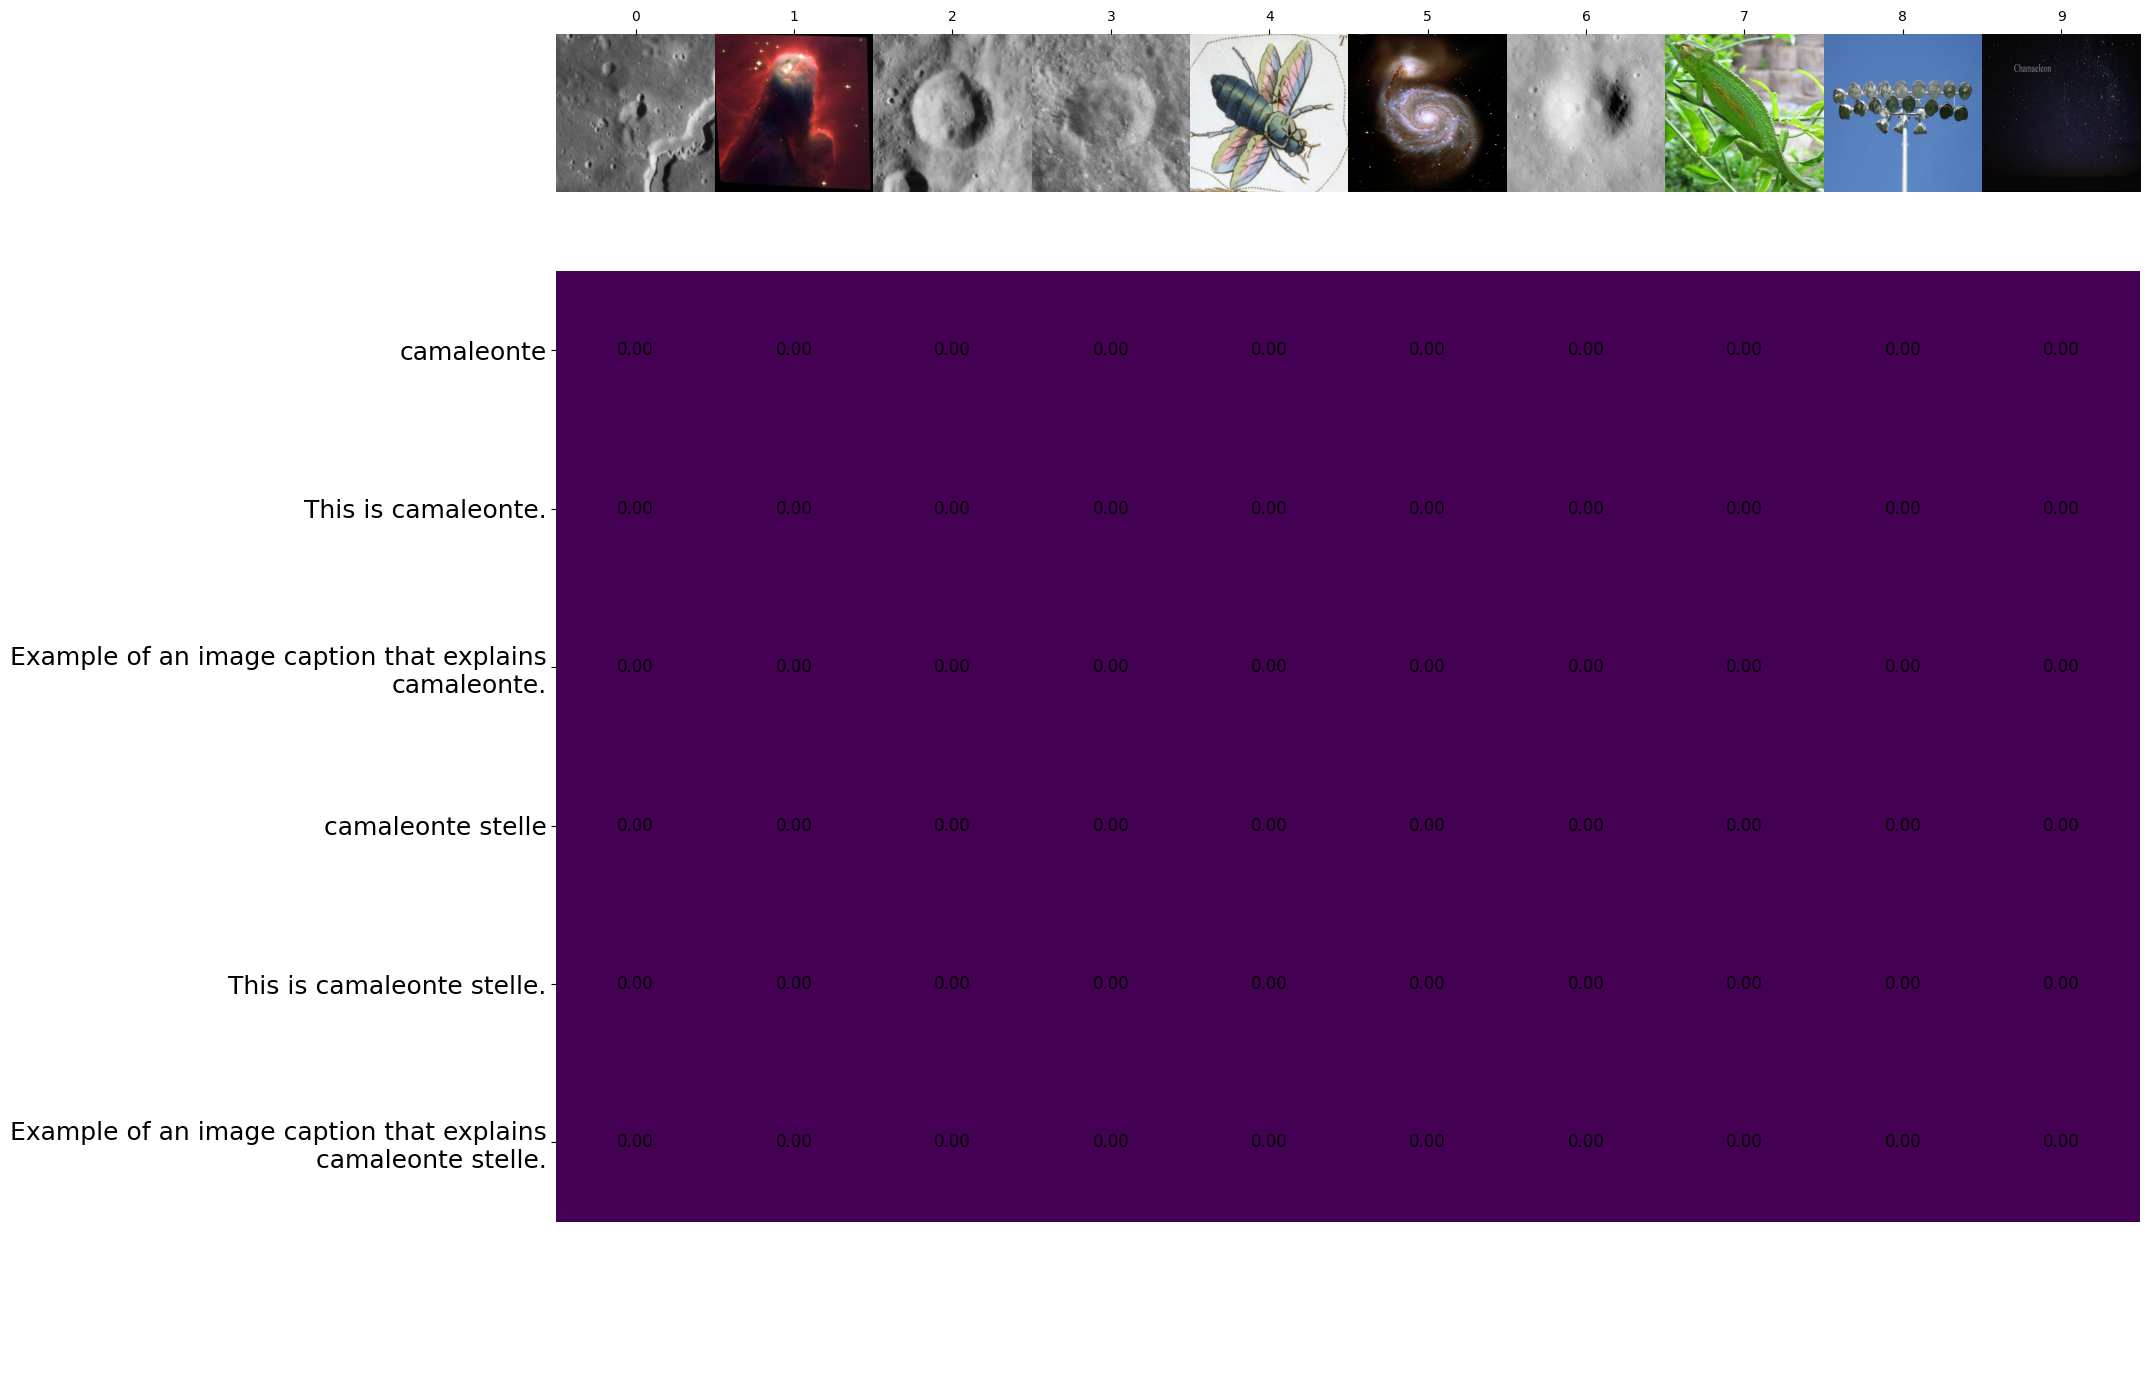 0 1 2 3 4 5 6 7 8 9
T
Chamaeleon
camaleonte 0.00 0.00 0.00 0.00 0.00 0.00 0.00 0.00 0.00 0.00
This is camaleonte. 0.00 0.00 0.00 0.00 0.00 0.00 0.00 0.00 0.00 0.00
Example of an image caption that explains
camaleonte. 0.00 0.00 0.00 0.00 0.00 0.00 0.00 0.00 0.00 0.00
camaleonte stelle 0.00 0.00 0.00 0.00 0.00 0.00 0.00 0.00 0.00 0.00
This is camaleonte stelle. 0.00 0.00 0.00 0.00 0.00 0.00 0.00 0.00 0.00 0.00
Example of an image caption that explains
camaleonte stelle. 0.00 0.00 0.00 0.00 0.00 0.00 0.00 0.00 0.00 0.00